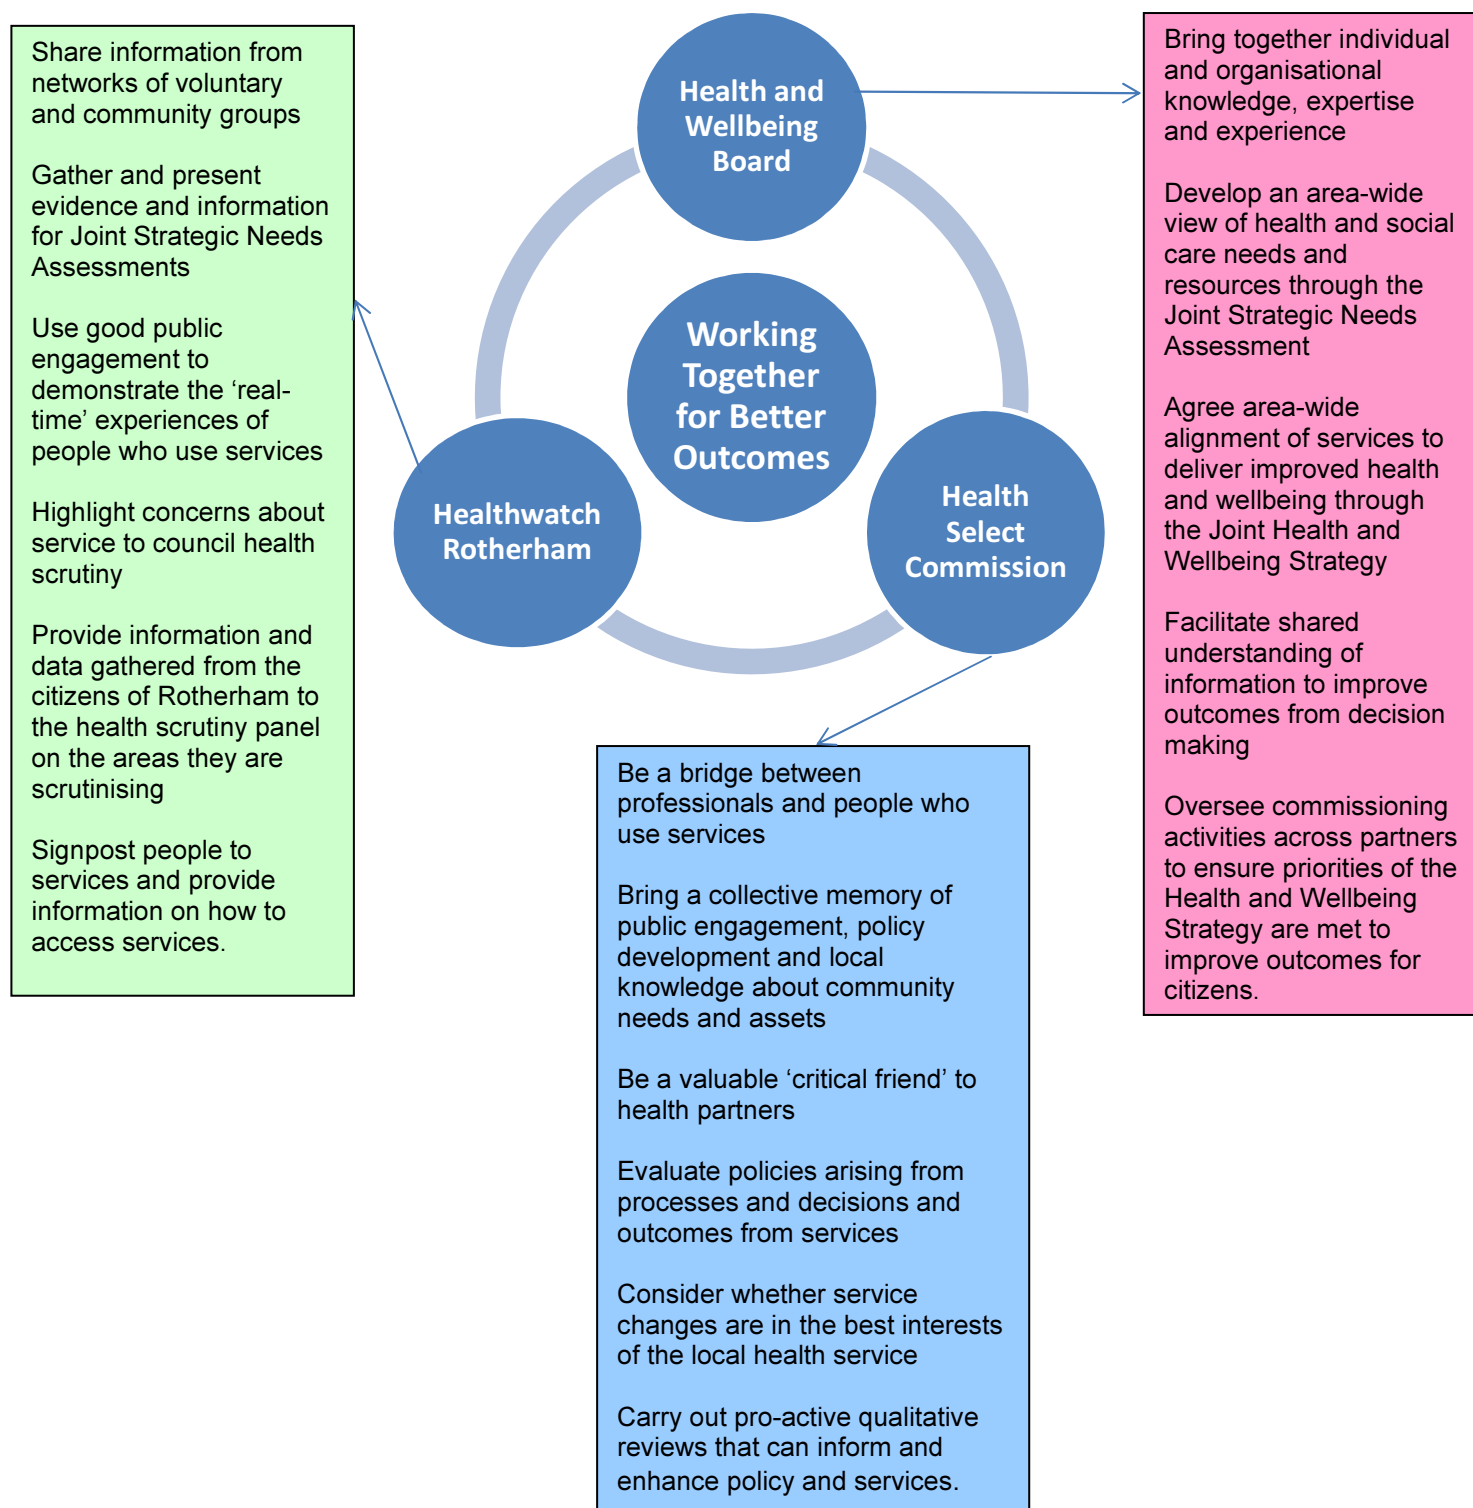 Share information from
networks of voluntary
and community groups
Gather and present
evidence and information
for Joint Strategic Needs
Assessments
Use good public
engagement to
demonstrate the ‘real-
time’ experiences of
people who use services
Highlight concerns about
service to council health
scrutiny
Provide information and
data gathered from the
citizens of Rotherham to
the health scrutiny panel
on the areas they are
scrutinising
Signpost people to
services and provide
information on how to
access services.
Health and
Wellbeing
Board
Working
Together
for Better
Outcomes
Healthwatch
Rotherham
Health
Select
Commission
Bring together individual
and organisational
knowledge, expertise
and experience
Develop an area-wide
view of health and social
care needs and
resources through the
Joint Strategic Needs
Assessment
Agree area-wide
alignment of services to
deliver improved health
and wellbeing through
the Joint Health and
Wellbeing Strategy
Facilitate shared
understanding of
information to improve
outcomes from decision
making
Oversee commissioning
activities across partners
to ensure priorities of the
Health and Wellbeing
Strategy are met to
improve outcomes for
citizens.
Be a bridge between
professionals and people who
use services
Bring a collective memory of
public engagement, policy
development and local
knowledge about community
needs and assets
Be a valuable ‘critical friend’ to
health partners
Evaluate policies arising from
processes and decisions and
outcomes from services
Consider whether service
changes are in the best interests
of the local health service
Carry out pro-active qualitative
reviews that can inform and
enhance policy and services.